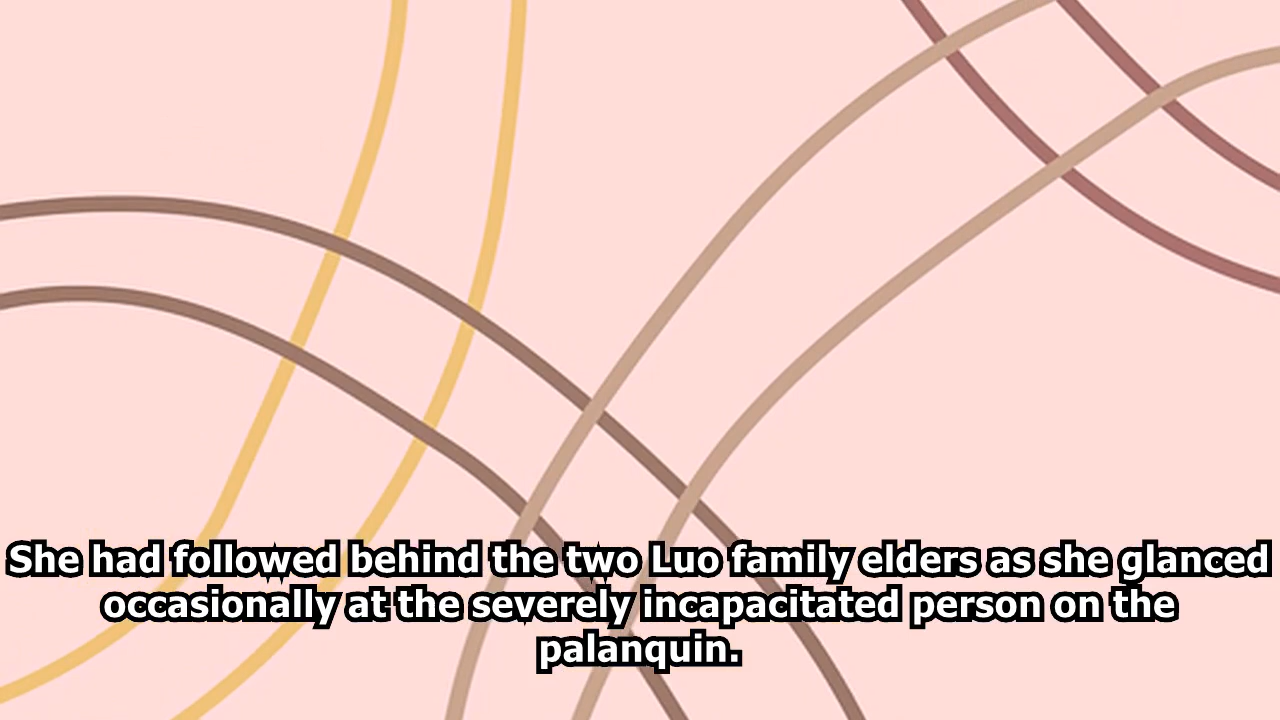 She had followed behind the two Luo family elders as she glanced
occasionally at the severely incapacitated person on the
palanquin.